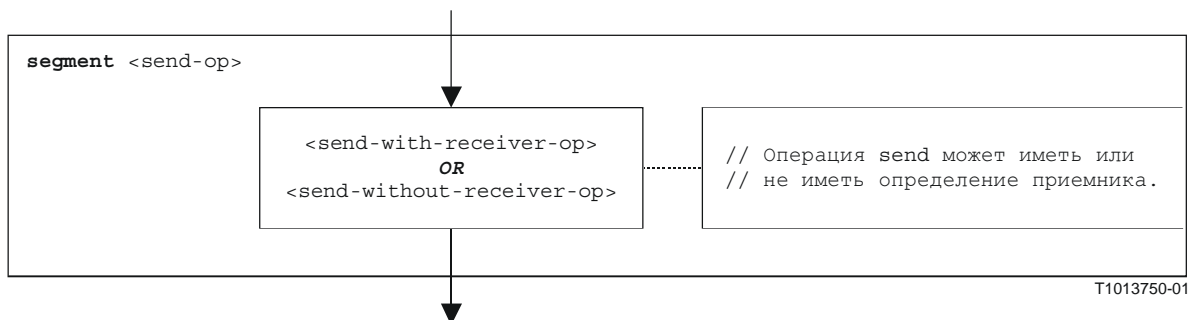 segment <send-op>
<send-with-receiver-op>
OR
<send-without-receiver-op>
// Операция send может иметь или
// не иметь определение приемника.
T1013750-01